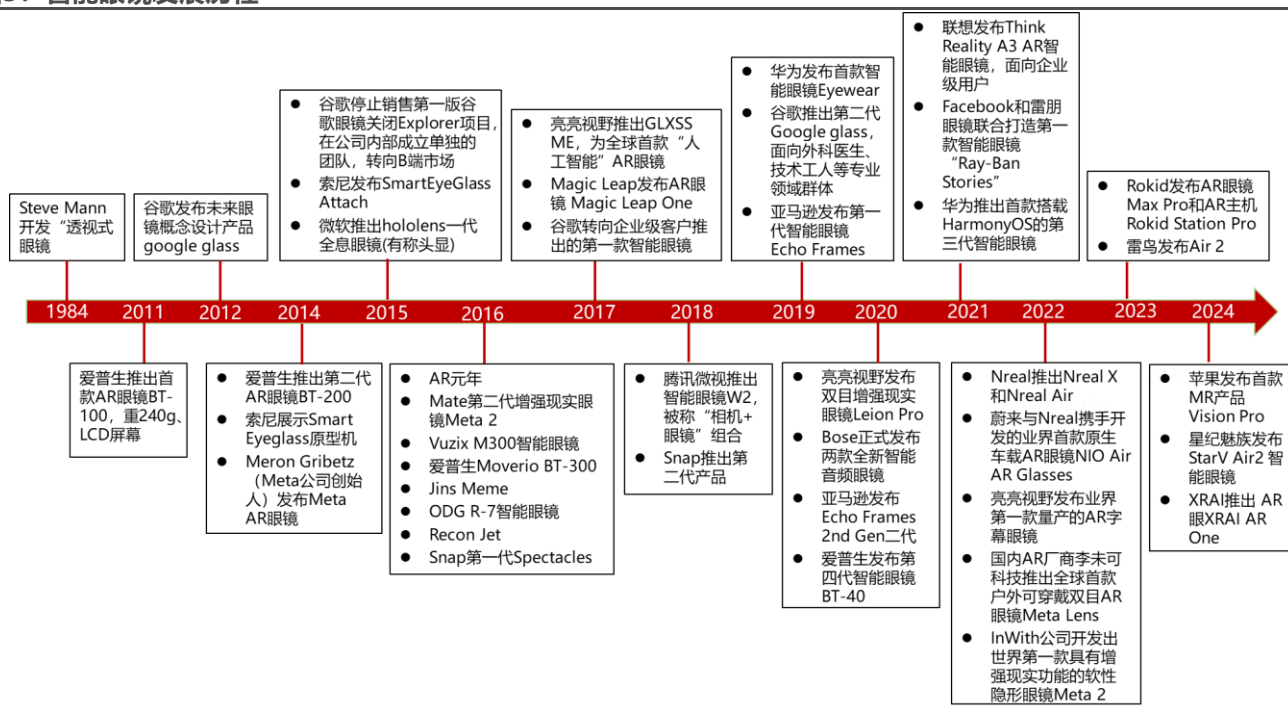 智能眼镜发展历程
Steve Mann
开发“透视式
眼镜
谷歌发布未来眼
镜概念设计产品
google glass
● 谷歌停止销售第一版谷
歌眼镜关闭Explorer项目，
在公司内部成立单独的
团队，转向B端市场
● 索尼发布SmartEyeGlass
Attach
● 微软推出hololens一代
全息眼镜(有称头显)
● 亮亮视野推出GLXSS
ME，为全球首款“人
工智能”AR眼镜
● Magic Leap发布AR眼
镜 Magic Leap One
● 谷歌转向企业级客户推
出的第一款智能眼镜
● 华为发布首款智
能眼镜Eyewear
● 谷歌推出第二代
Google glass，
面向外科医生、
技术工人等专业
领域群体
● 亚马逊发布第一
代智能眼镜
Echo Frames
● 联想发布Think
Reality A3 AR智
能眼镜，面向企业
级用户
● Facebook和雷朋
眼镜联合打造第一
款智能眼镜
“Ray-Ban
Stories”
● 华为推出首款搭载
HarmonyOS的第
三代智能眼镜
● Rokid发布AR眼镜
Max Pro和AR主机
Rokid Station Pro
● 雷鸟发布Air 2
1984 2011 2012 2014 2015 2016 2017 2018 2019 2020 2021 2022 2023 2024
爱普生推出首
款AR眼镜BT-
100，重240g、
LCD屏幕
● 爱普生推出第二代
AR眼镜BT-200
● 索尼展示Smart
Eyeglass原型机
● Meron Gribetz
（Meta公司创始
人）发布Meta
AR眼镜
● AR元年
● Mate第二代增强现实眼
镜Meta 2
● Vuzix M300智能眼镜
● 爱普生Moverio BT-300
● Jins Meme
● ODG R-7智能眼镜
● Recon Jet
● Snap第一代Spectacles
● 腾讯微视推出
智能眼镜W2，
被称“相机+
眼镜”组合
● Snap推出第
二代产品
● 亮亮视野发布
双目增强现实
眼镜Leion Pro
● Bose正式发布
两款全新智能
音频眼镜
● 亚马逊发布
Echo Frames
2nd Gen二代
● 爱普生发布第
四代智能眼镜
BT-40
● Nreal推出Nreal X
和Nreal Air
● 蔚来与Nreal携手开
发的业界首款原生
车载AR眼镜NIO Air
AR Glasses
● 亮亮视野发布业界
第一款量产的AR字
幕眼镜
● 国内AR厂商李未可
科技推出全球首款
户外可穿戴双目AR
眼镜Meta Lens
● InWith公司开发出
世界第一款具有增
强现实功能的软性
隐形眼镜Meta 2
● 苹果发布首款
MR产品
Vision Pro
● 星纪魅族发布
StarV Air2 智
能眼镜
● XRAI推出 AR
眼XRAI AR
One